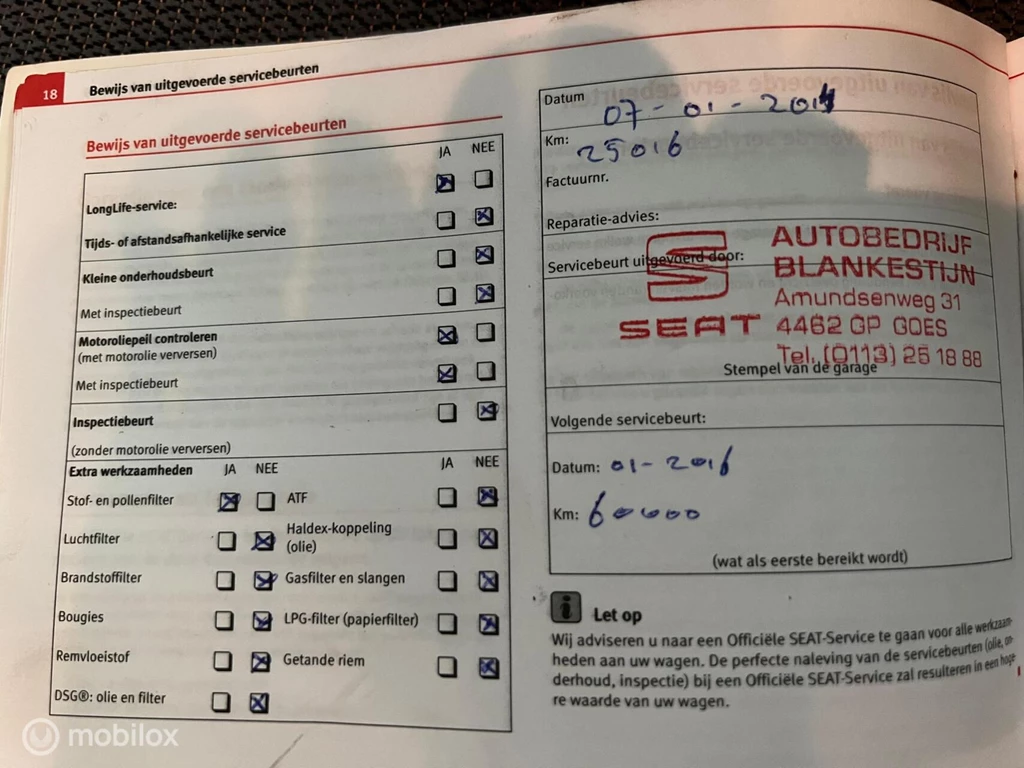 18
Bewijs van uitgevoerde servicebeurten
Bewijs van uitgevoerde servicebeurten
JA NEE
LongLife-service:
Tijds- of afstandsafhankelijke service
Kleine onderhoudsbeurt
Met inspectiebeurt
Motoroliepeil controleren
(met motorolie verversen)
Met inspectiebeurt
Inspectiebeurt
(zonder motorolie verversen)
Extra werkzaamheden JA NEE JA NEE
Stof- en pollenfilter ATF
Luchtfilter Haldex-koppeling
(olie)
Brandstoffilter Gasfilter en slangen
Bougies LPG-filter (papierfilter)
Remvloeistof Getande riem
DSG®: olie en filter
Datum 07-01-2014
Km: 25016
Factuurnr.
Reparatie-advies:
Servicebeurt uitgevoerd door:
SEAT
AUTOBEDRIJF
BLANKESTIJN
Amundsenweg 31
4462 GP GOES
Tel. (0113) 25 18 88
Stempel van de garage
Volgende servicebeurt:
Datum: 01-2016
Km: 60000
(wat als eerste bereikt wordt)
i Let op
Wij adviseren u naar een Officiële SEAT-Service te gaan voor alle werkzaam-
heden aan uw wagen. De perfecte naleving van de servicebeurten (olie, on-
derhoud, inspectie) bij een Officiële SEAT-Service zal resulteren in een hoge-
re waarde van uw wagen.
mobilox